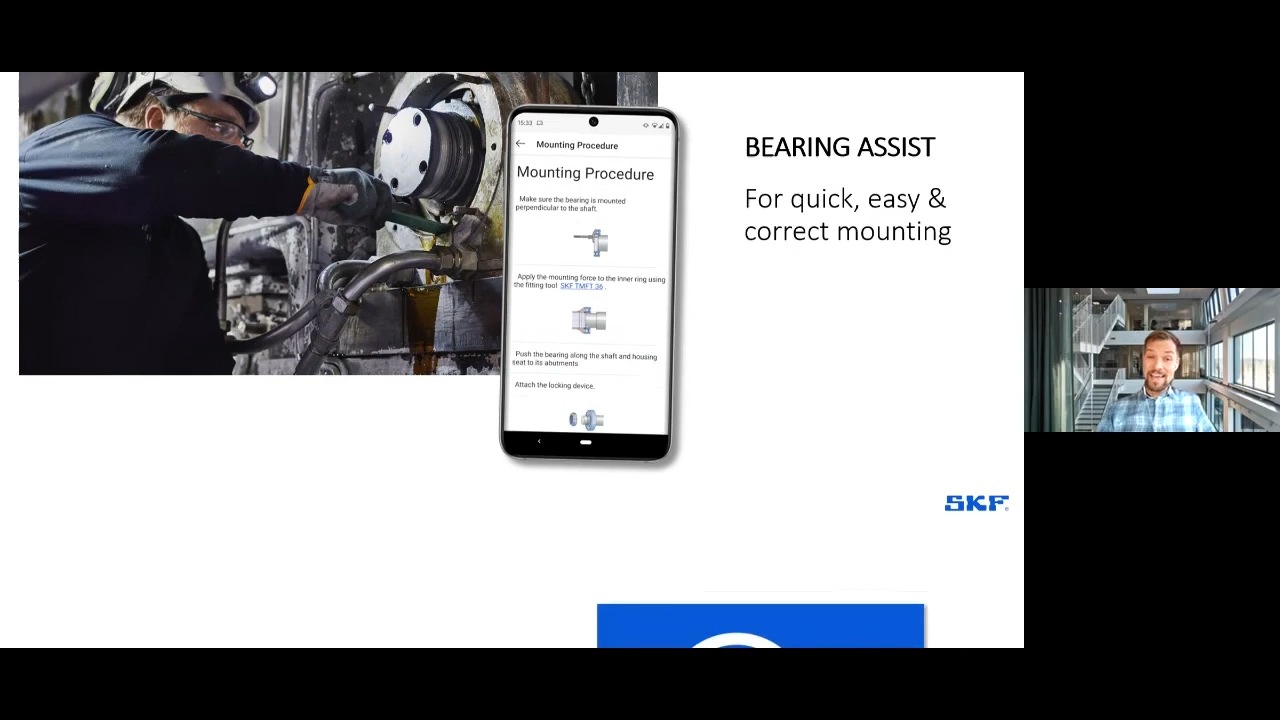 15:33
Mounting Procedure
Mounting Procedure
Make sure the bearing is mounted
perpendicular to the shaft.
Apply the mounting force to the inner ring using
the fitting tool SKF TMFT 36 .
Push the bearing along the shaft and housing
seat to its abutments
Attach the locking device.
BEARING ASSIST
For quick, easy &
correct mounting
SKF